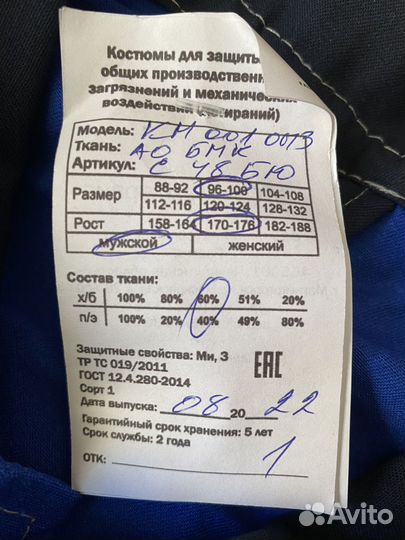 Костюмы для защиты
общих производственн
загрязнений и механически
воздействий (истираний)
Модель: КМ 001 0013
Ткань: АО БМК
Артикул: С 48 БЮ
Размер 88-92 96-100 104-108
112-116 120-124 128-132
Рост 158-164 170-176 182-188
мужской женский
Состав ткани:
х/б 100% 80% 60% 51% 20%
п/э 100% 20% 40% 49% 80%
Защитные свойства: Ми, З
ТР ТС 019/2011
ГОСТ 12.4.280-2014
Сорт 1
EAC
Дата выпуска: 08 20 22
Гарантийный срок хранения: 5 лет
Срок службы: 2 года
ОТК: 1
Avito